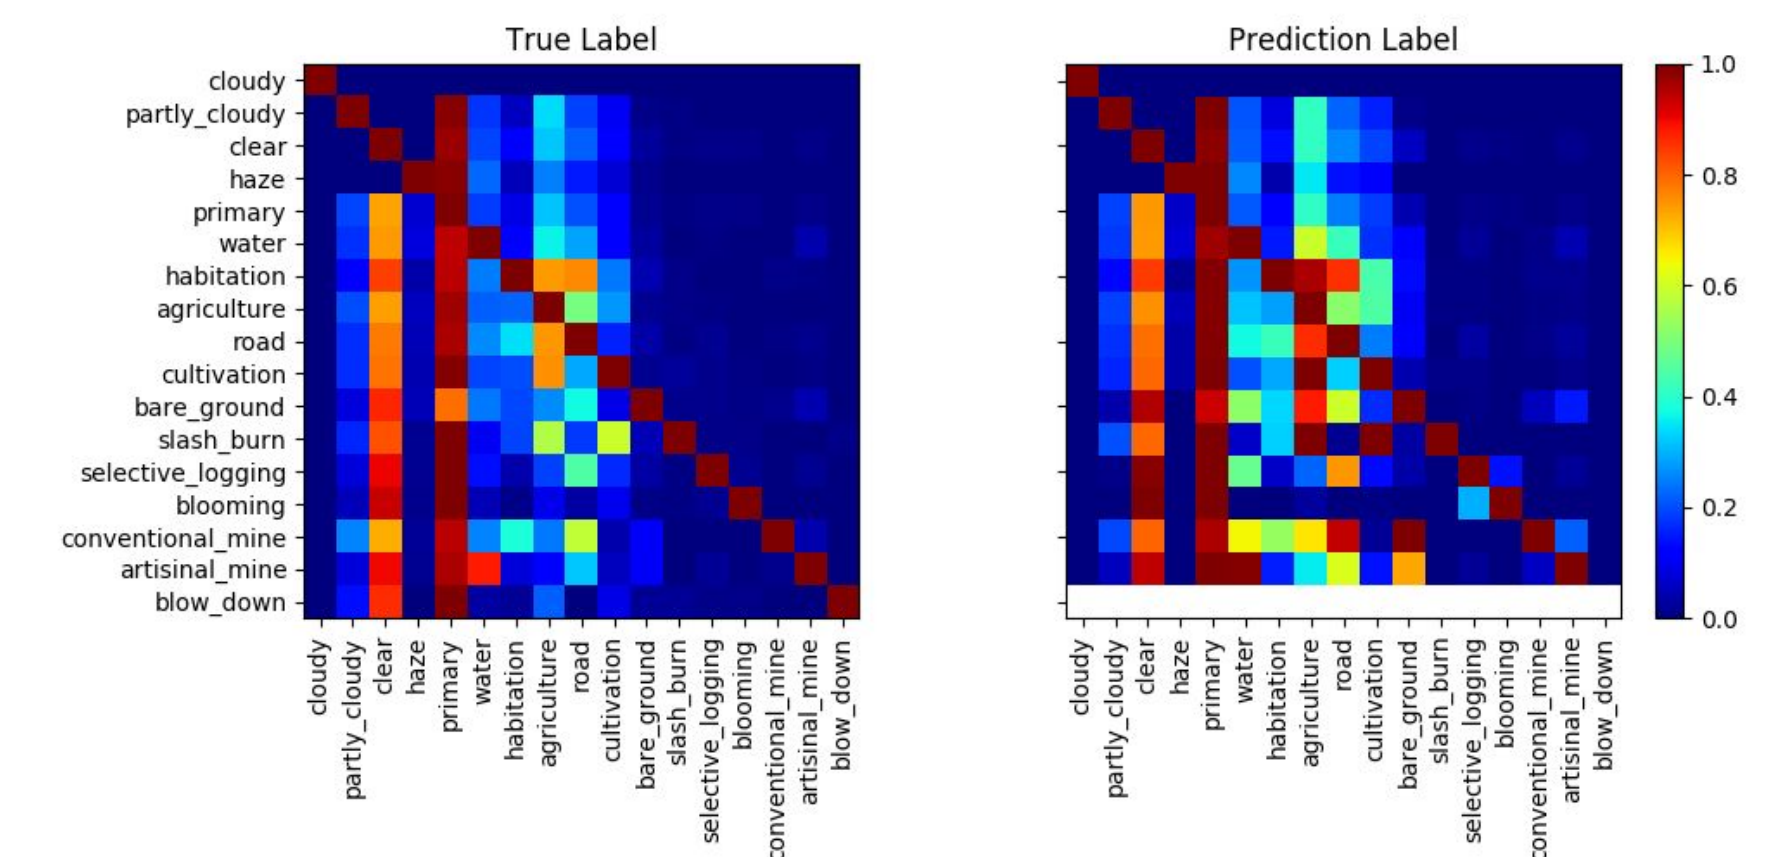 True Label
Prediction Label
cloudy
partly_cloudy
clear
haze
primary
water
habitation
agriculture
road
cultivation
bare_ground
slash_burn
selective_logging
blooming
conventional_mine
artisinal_mine
blow_down
1.0
0.8
0.6
0.4
0.2
0.0
cloudy
partly_cloudy
clear
haze
primary
water
habitation
agriculture
road
cultivation
bare_ground
slash_burn
selective_logging
blooming
conventional_mine
artisinal_mine
blow_down
cloudy
partly_cloudy
clear
haze
primary
water
habitation
agriculture
road
cultivation
bare_ground
slash_burn
selective_logging
blooming
conventional_mine
artisinal_mine
blow_down